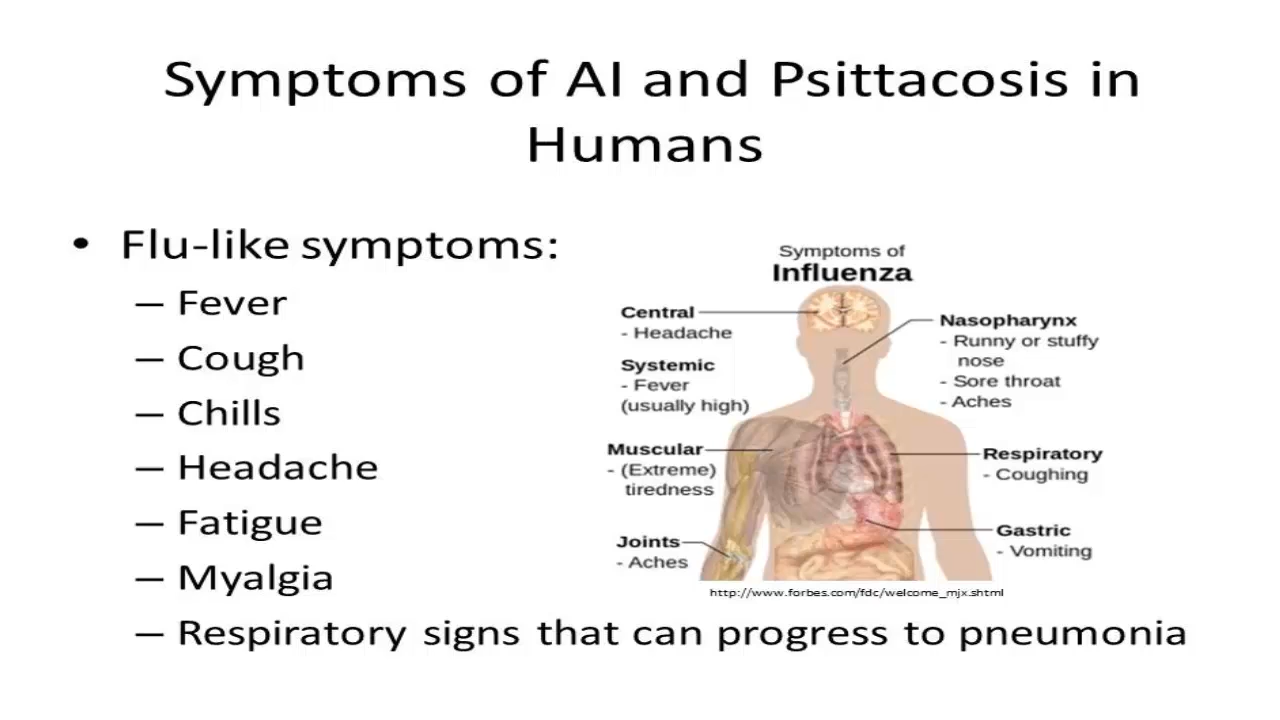 Symptoms of AI and Psittacosis in
Humans
• Flu-like symptoms:
– Fever
– Cough
– Chills
– Headache
– Fatigue
– Myalgia
– Respiratory signs that can progress to pneumonia
Symptoms of
Influenza
Central
- Headache
Systemic
- Fever
(usually high)
Muscular
- (Extreme)
tiredness
Joints
- Aches
Nasopharynx
- Runny or stuffy
nose
- Sore throat
- Aches
Respiratory
- Coughing
Gastric
- Vomiting
http://www.forbes.com/fdc/welcome_mjx.shtml